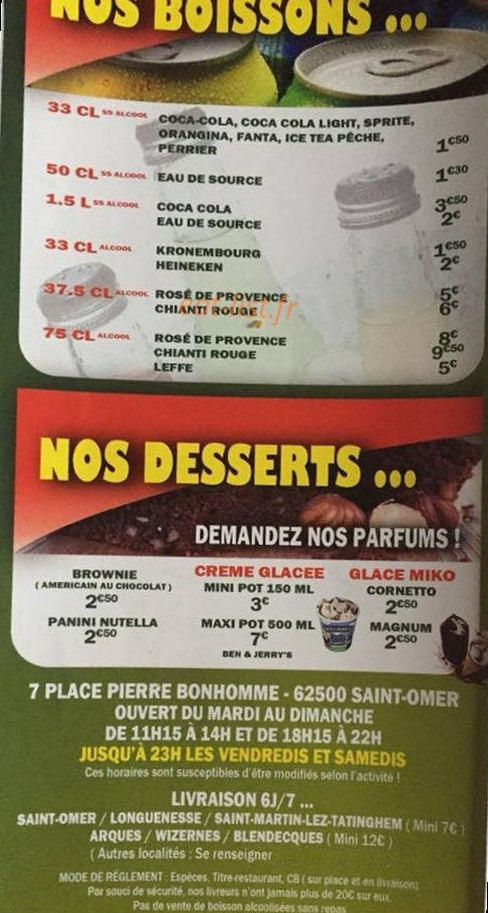 NOS BOISSONS ...
33 CL SS ALCOOL COCA-COLA, COCA COLA LIGHT, SPRITE,
ORANGINA, FANTA, ICE TEA PÊCHE,
PERRIER 1€50
50 CL SS ALCOOL EAU DE SOURCE 1€30
1.5 L SS ALCOOL COCA COLA 3€50
EAU DE SOURCE 2€
33 CL ALCOOL KRONEMBOURG 1€50
HEINEKEN 2€
37.5 CL ALCOOL ROSÉ DE PROVENCE 5€
CHIANTI ROUGE 6€
75 CL ALCOOL ROSÉ DE PROVENCE 8€
CHIANTI ROUGE 9€50
LEFFE 5€
NOS DESSERTS ...
DEMANDEZ NOS PARFUMS !
BROWNIE CREME GLACEE GLACE MIKO
(AMERICAIN AU CHOCOLAT) MINI POT 150 ML CORNETTO
2€50 3€ 2€50
PANINI NUTELLA MAXI POT 500 ML MAGNUM
2€50 7€ 2€50
BEN & JERRY'S
7 PLACE PIERRE BONHOMME - 62500 SAINT-OMER
OUVERT DU MARDI AU DIMANCHE
DE 11H15 À 14H ET DE 18H15 À 22H
JUSQU'À 23H LES VENDREDIS ET SAMEDIS
Ces horaires sont susceptibles d'être modifiés selon l'activité !
LIVRAISON 6J/7 ...
SAINT-OMER / LONGUENESSE / SAINT-MARTIN-LEZ-TATINGHEM ( Mini 7€ )
ARQUES / WIZERNES / BLENDECQUES ( Mini 12€ )
( Autres localités : Se renseigner
MODE DE RÉGLEMENT : Espèces, Titre-restaurant, CB ( sur place et en livraison)
Par souci de sécurité, nos livreurs n'ont jamais plus de 20€ sur eux.
Pas de vente de boisson alcoolisées sans repas